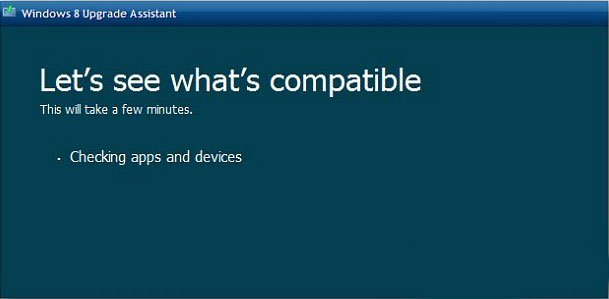 Windows 8 Upgrade Assistant
Let's see what's compatible
This will take a few minutes.
Checking apps and devices